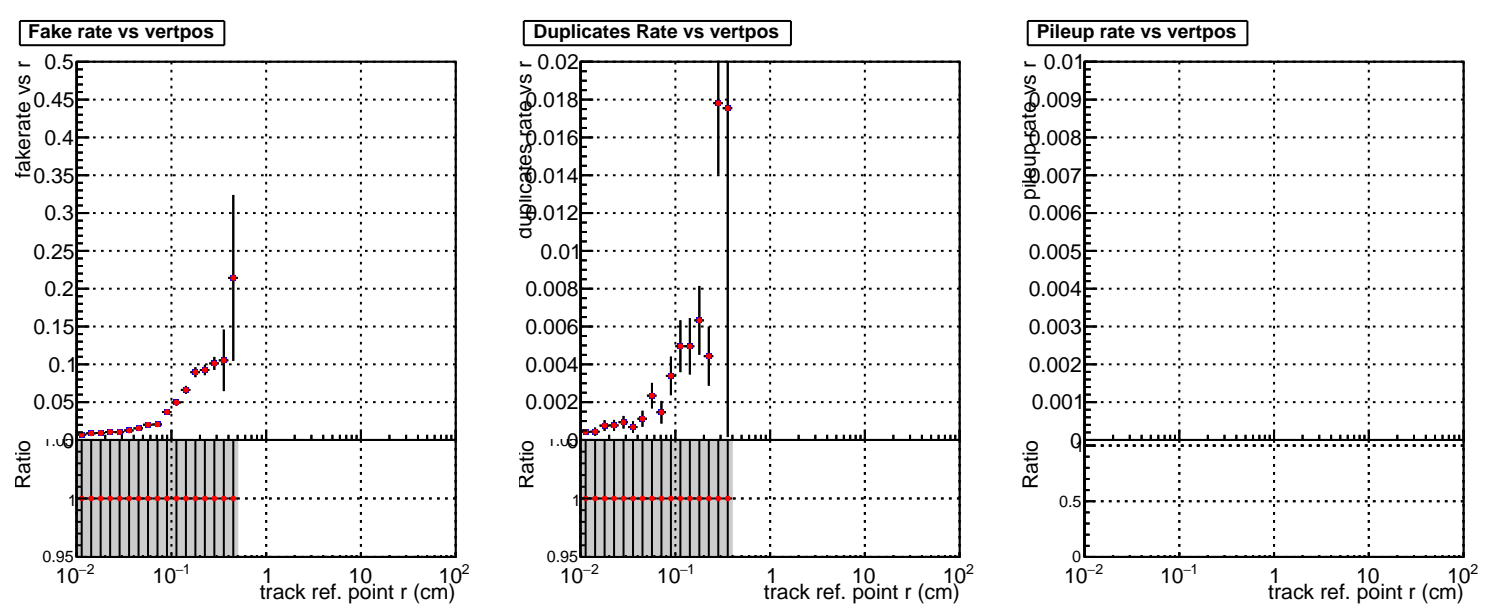 Fake rate vs vertpos
fakerate vs r
0.5
0.45
0.4
0.35
0.3
0.25
0.2
0.15
0.1
0.05
0
Ratio
1
0.95
10⁻² 10⁻¹ 1 10 10²
track ref. point r (cm)
Duplicates Rate vs vertpos
duplicates rate vs r
0.02
0.018
0.016
0.014
0.012
0.01
0.008
0.006
0.004
0.002
0
Ratio
1
0.95
10⁻² 10⁻¹ 1 10 10²
track ref. point r (cm)
Pileup rate vs vertpos
pileup rate vs r
0.01
0.009
0.008
0.007
0.006
0.005
0.004
0.003
0.002
0.001
0
Ratio
1
0.5
0
10⁻² 10⁻¹ 1 10 10²
track ref. point r (cm)